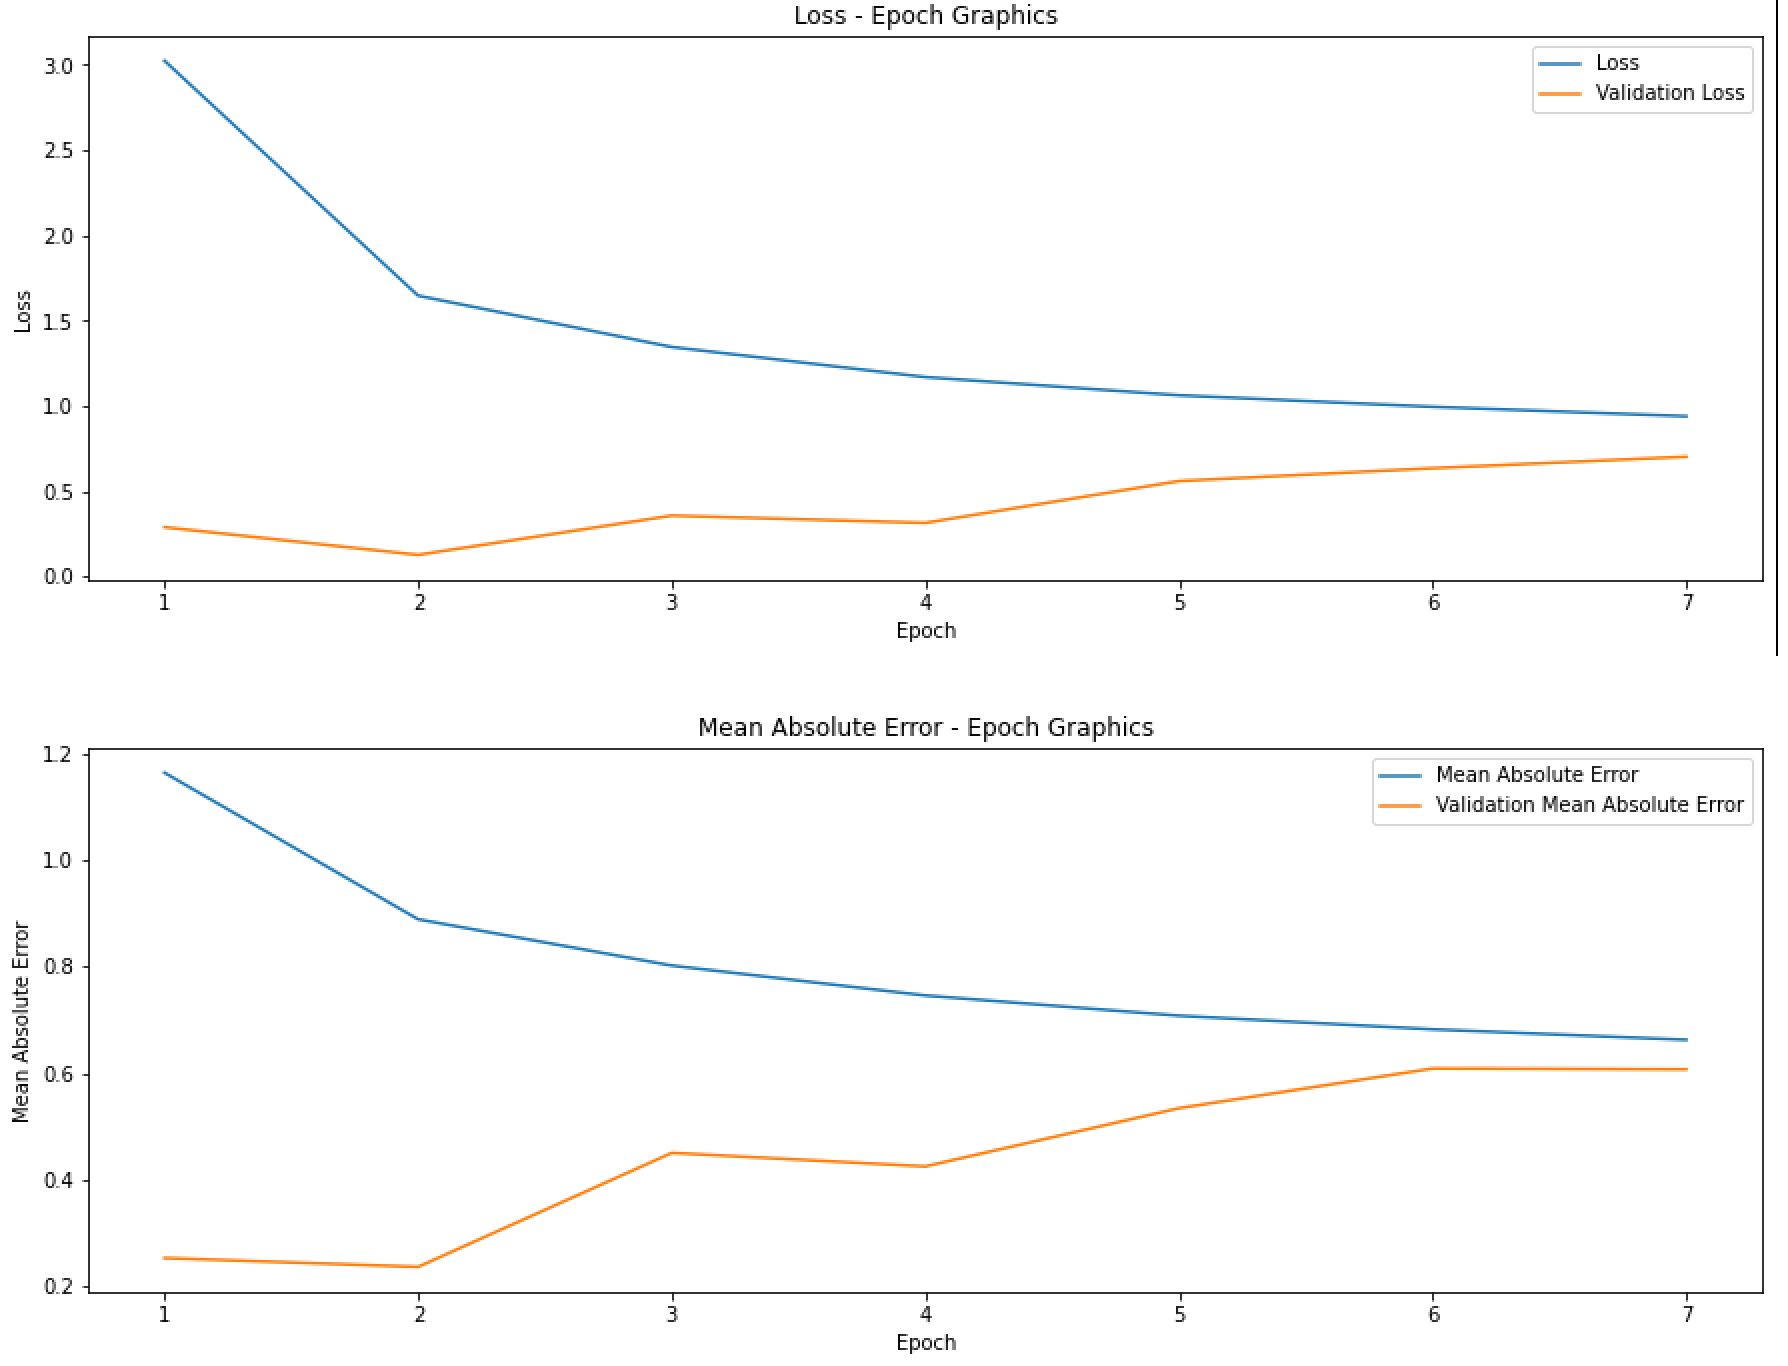 Loss - Epoch Graphics
3.0
2.5
2.0
1.5
1.0
0.5
0.0
Loss
Loss
Validation Loss
1 2 3 4 5 6 7
Epoch
Mean Absolute Error - Epoch Graphics
1.2
1.0
0.8
0.6
0.4
0.2
Mean Absolute Error
Mean Absolute Error
Validation Mean Absolute Error
1 2 3 4 5 6 7
Epoch